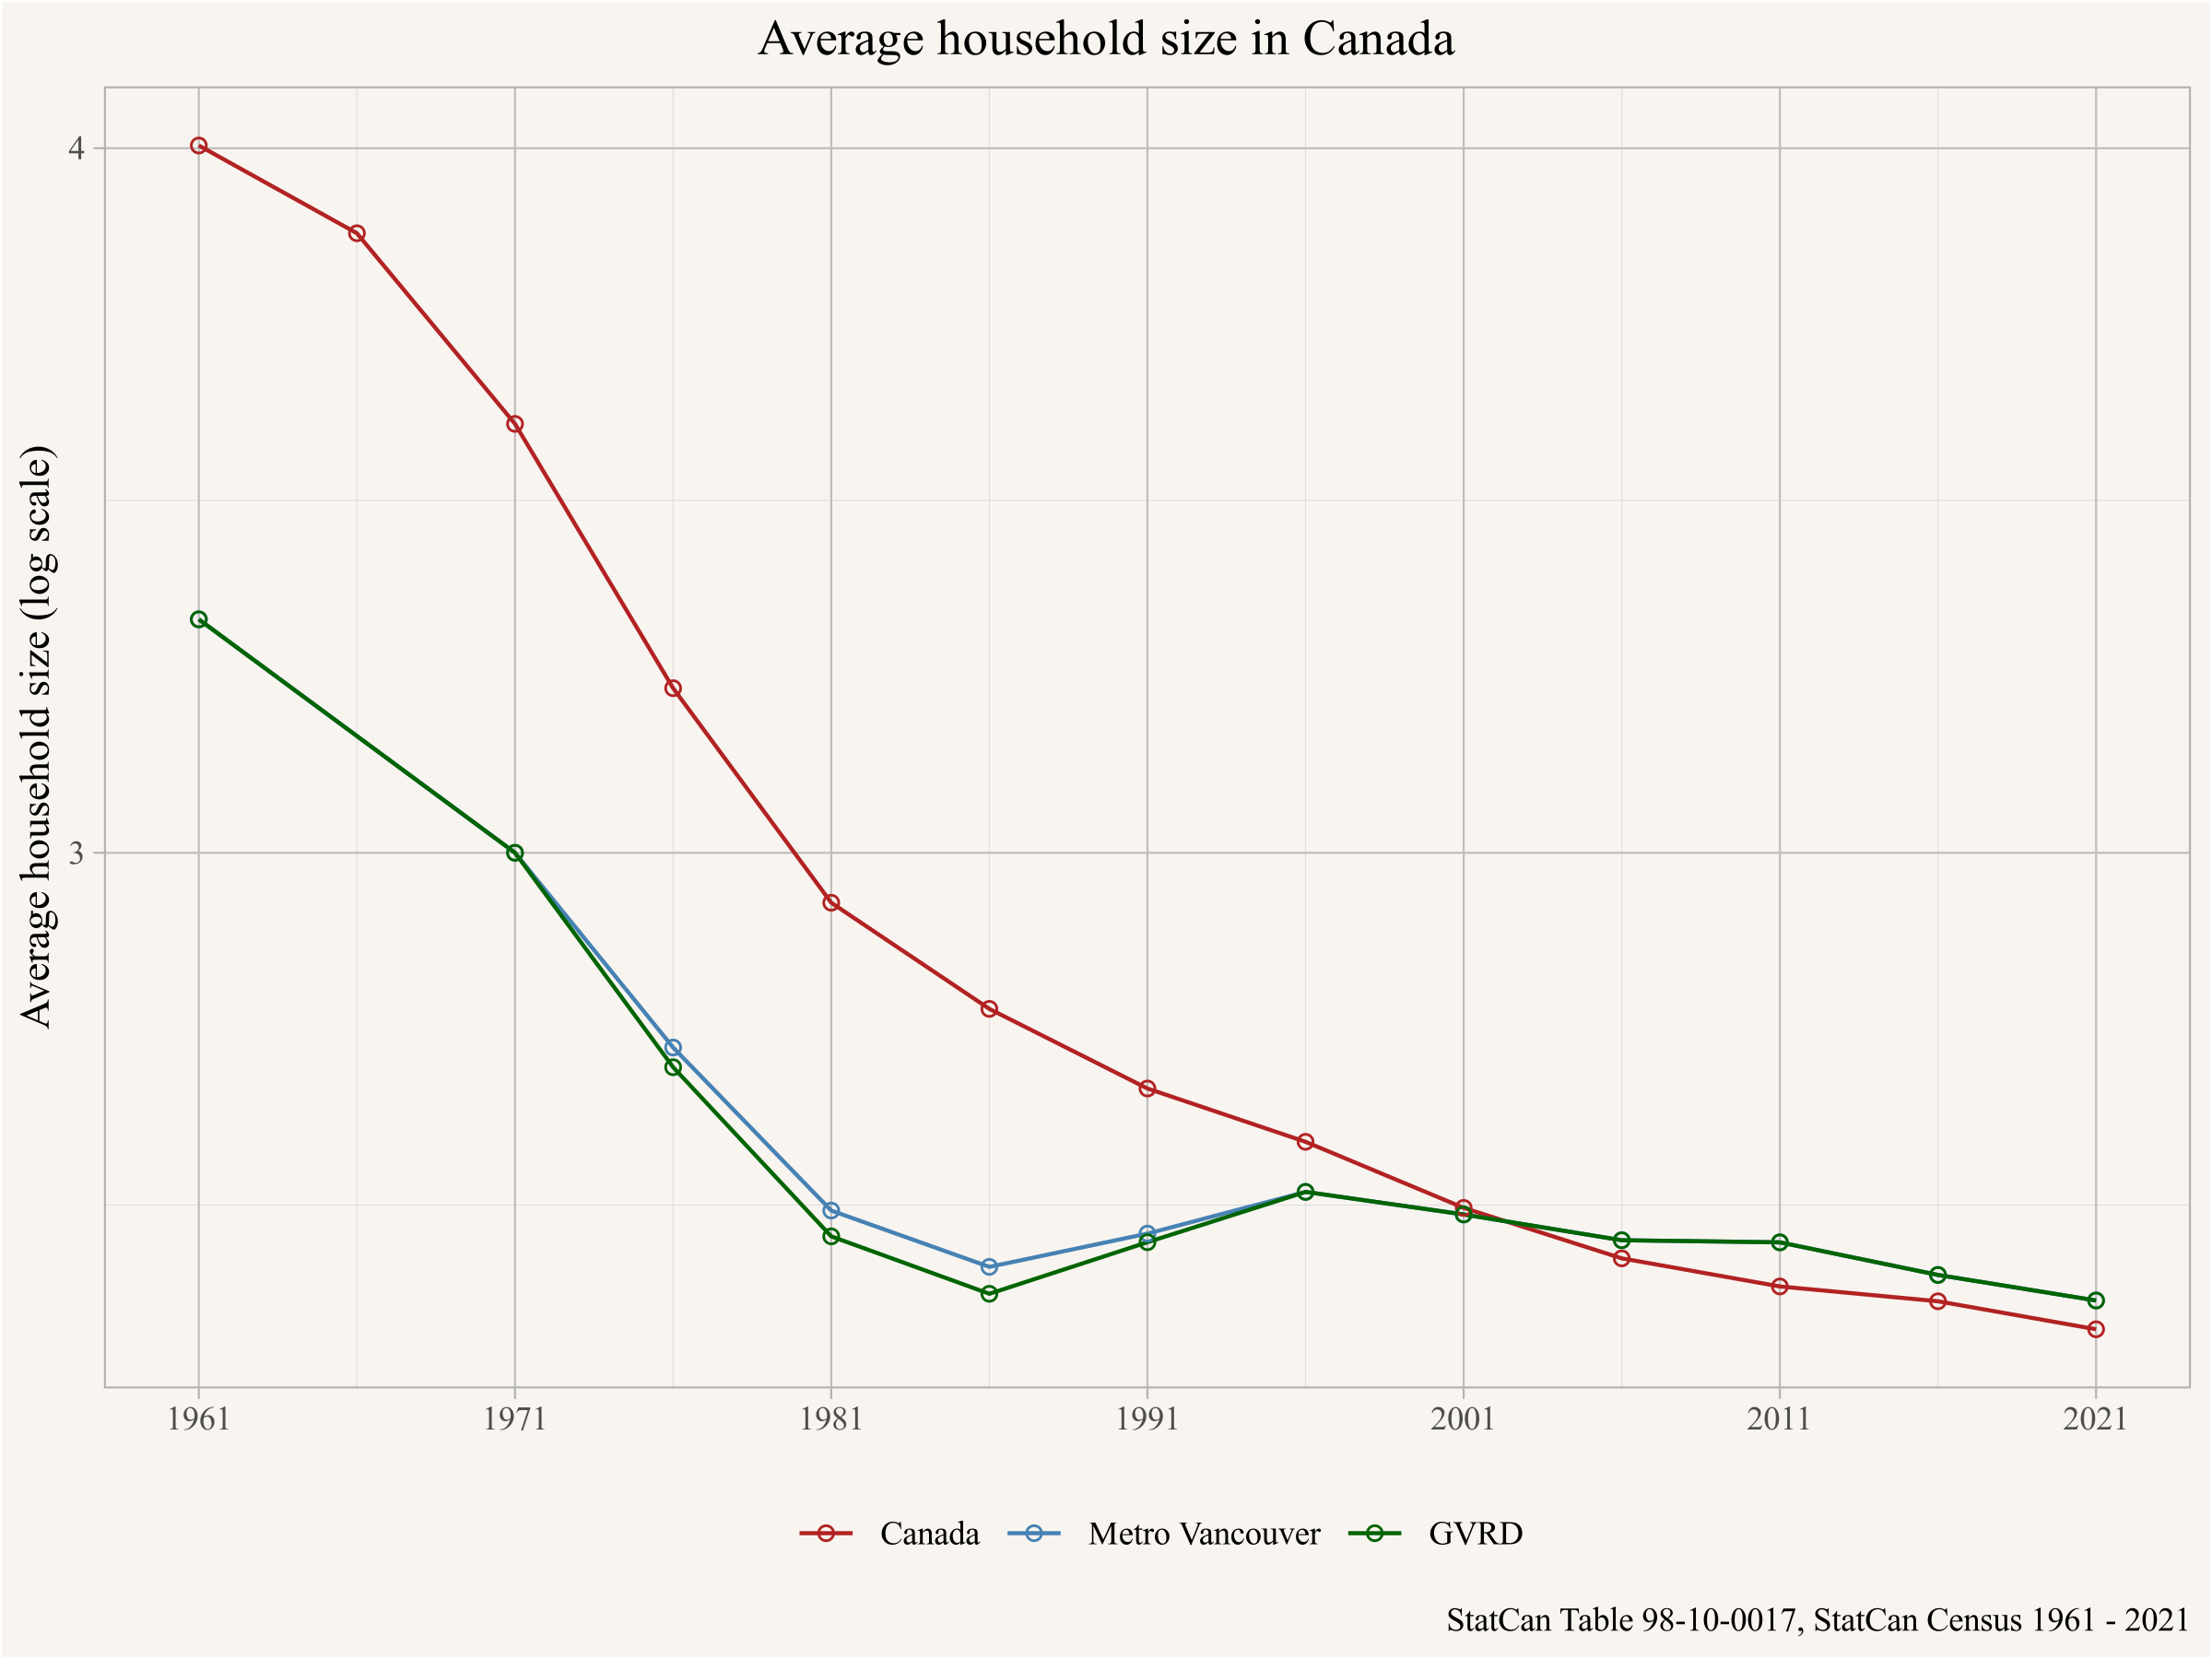 Average household size in Canada
Average household size (log scale)
4
3
1961 1971 1981 1991 2001 2011 2021
Canada Metro Vancouver GVRD
StatCan Table 98-10-0017, StatCan Census 1961 - 2021